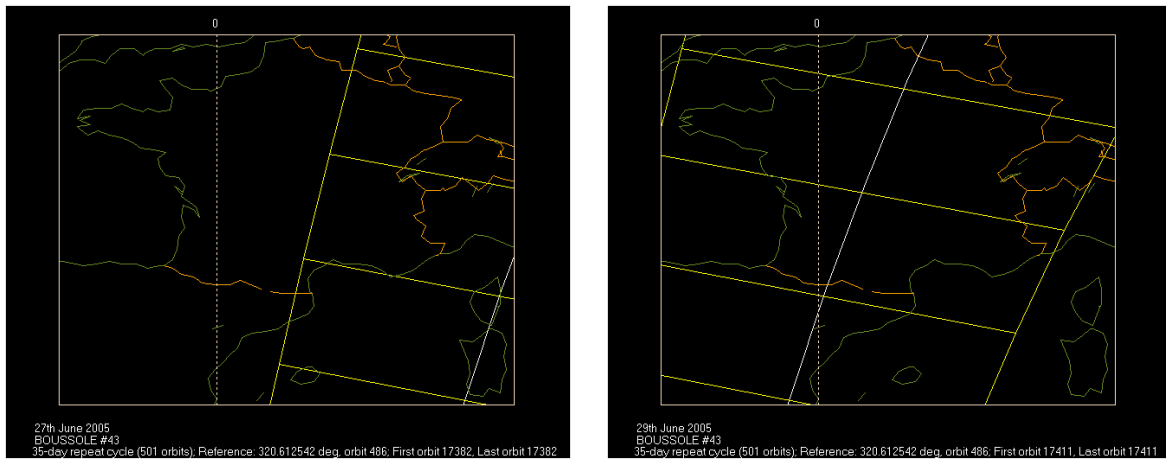 0
27th June 2005
BOUSSOLE #43
35-day repeat cycle (501 orbits); Reference: 320.612542 deg, orbit 486; First orbit 17382, Last orbit 17382
0
29th June 2005
BOUSSOLE #43
35-day repeat cycle (501 orbits); Reference: 320.612542 deg, orbit 486; First orbit 17411, Last orbit 17411